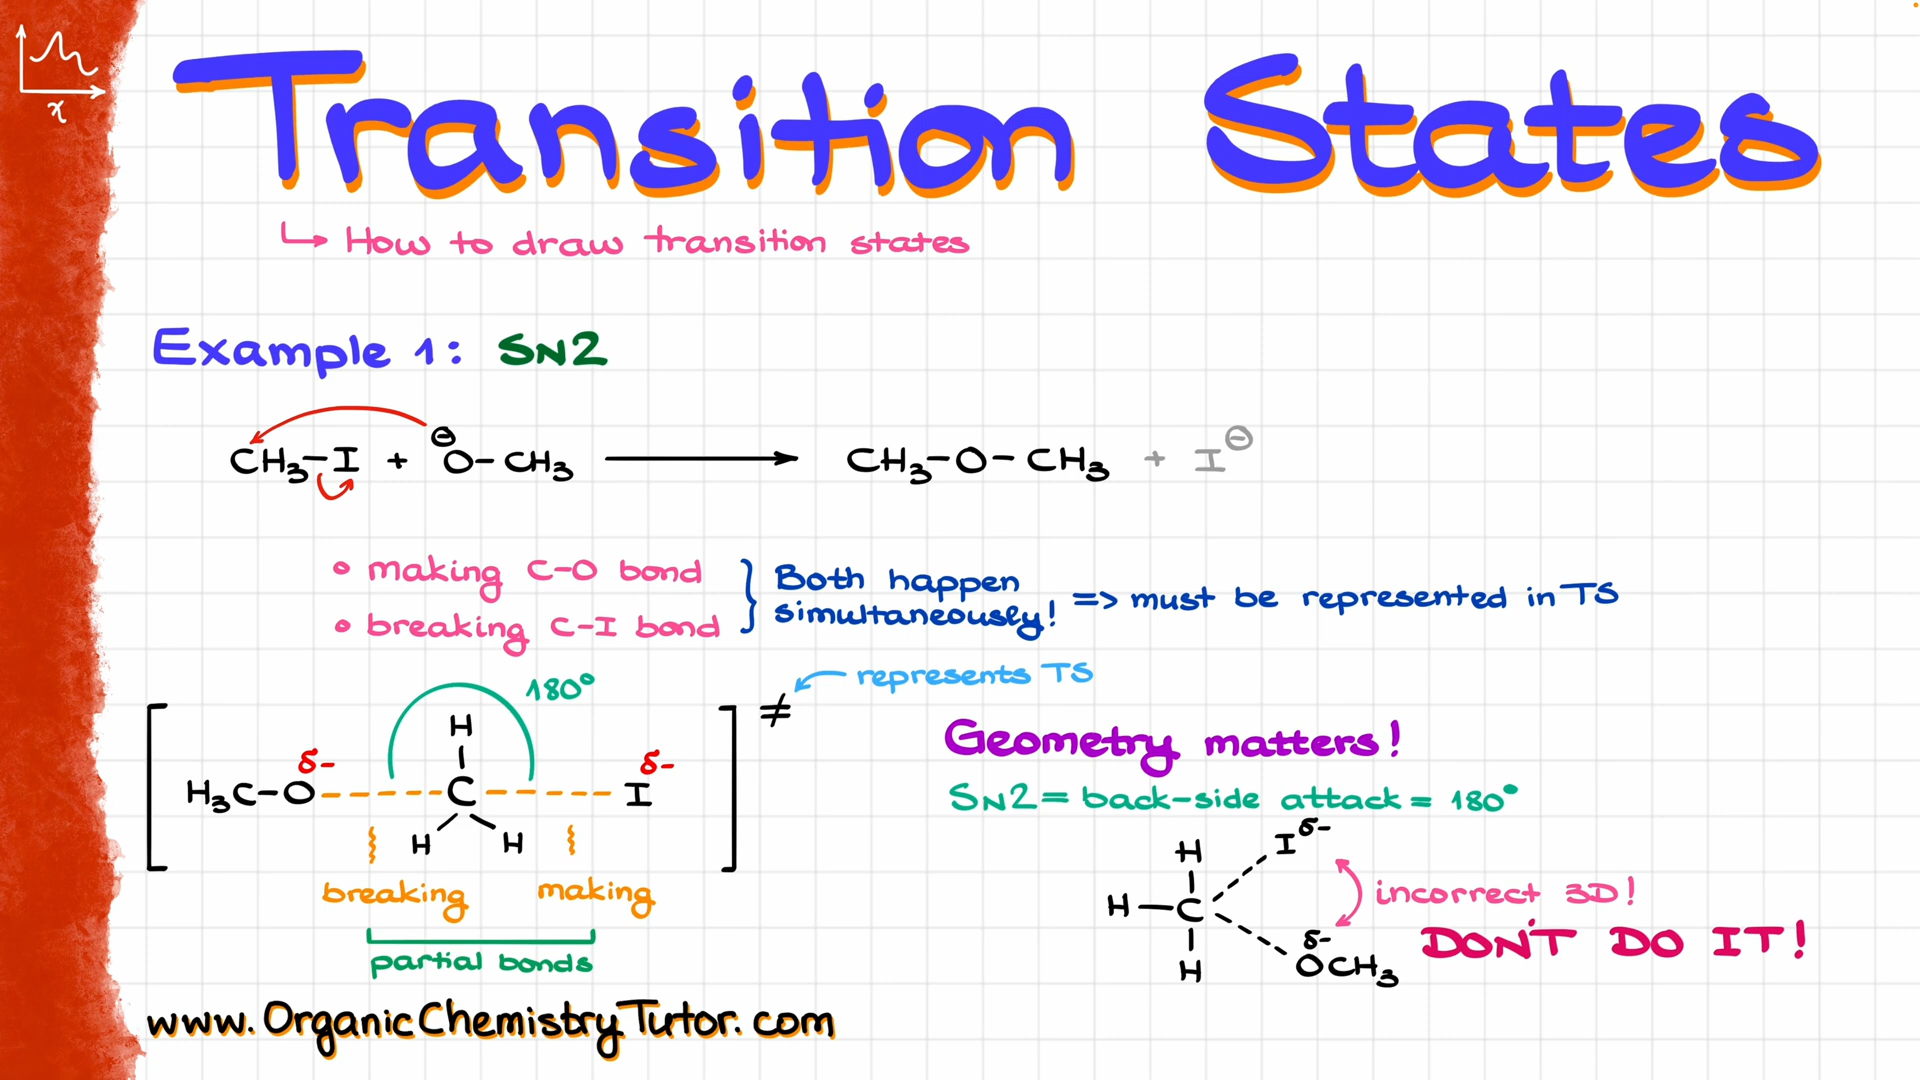 x
Transition States
↳ How to draw transition states
Example 1: SN2
CH₃–I + ⊖O–CH₃ ⟶ CH₃–O–CH₃ + I⊖
• making C–O bond
• breaking C–I bond
Both happen
simultaneously!
=> must be represented in TS
represents TS
180°
[ H₃C–O δ- ----- C ----- I δ- ] ≠
H
H H
breaking making
partial bonds
Geometry matters!
SN2 = back-side attack = 180°
H I δ-
H–C
H δ- OCH₃
incorrect 3D!
DON'T DO IT!
www.OrganicChemistryTutor.com